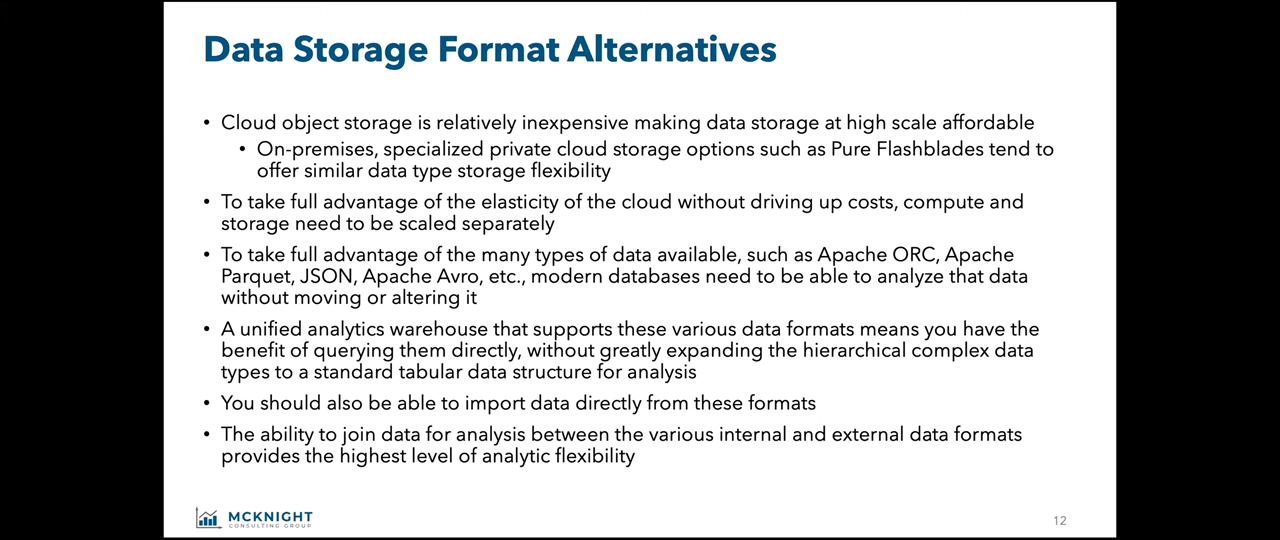 Data Storage Format Alternatives
• Cloud object storage is relatively inexpensive making data storage at high scale affordable
• On-premises, specialized private cloud storage options such as Pure Flashblades tend to
offer similar data type storage flexibility
• To take full advantage of the elasticity of the cloud without driving up costs, compute and
storage need to be scaled separately
• To take full advantage of the many types of data available, such as Apache ORC, Apache
Parquet, JSON, Apache Avro, etc., modern databases need to be able to analyze that data
without moving or altering it
• A unified analytics warehouse that supports these various data formats means you have the
benefit of querying them directly, without greatly expanding the hierarchical complex data
types to a standard tabular data structure for analysis
• You should also be able to import data directly from these formats
• The ability to join data for analysis between the various internal and external data formats
provides the highest level of analytic flexibility
MCKNIGHT
CONSULTING GROUP
12